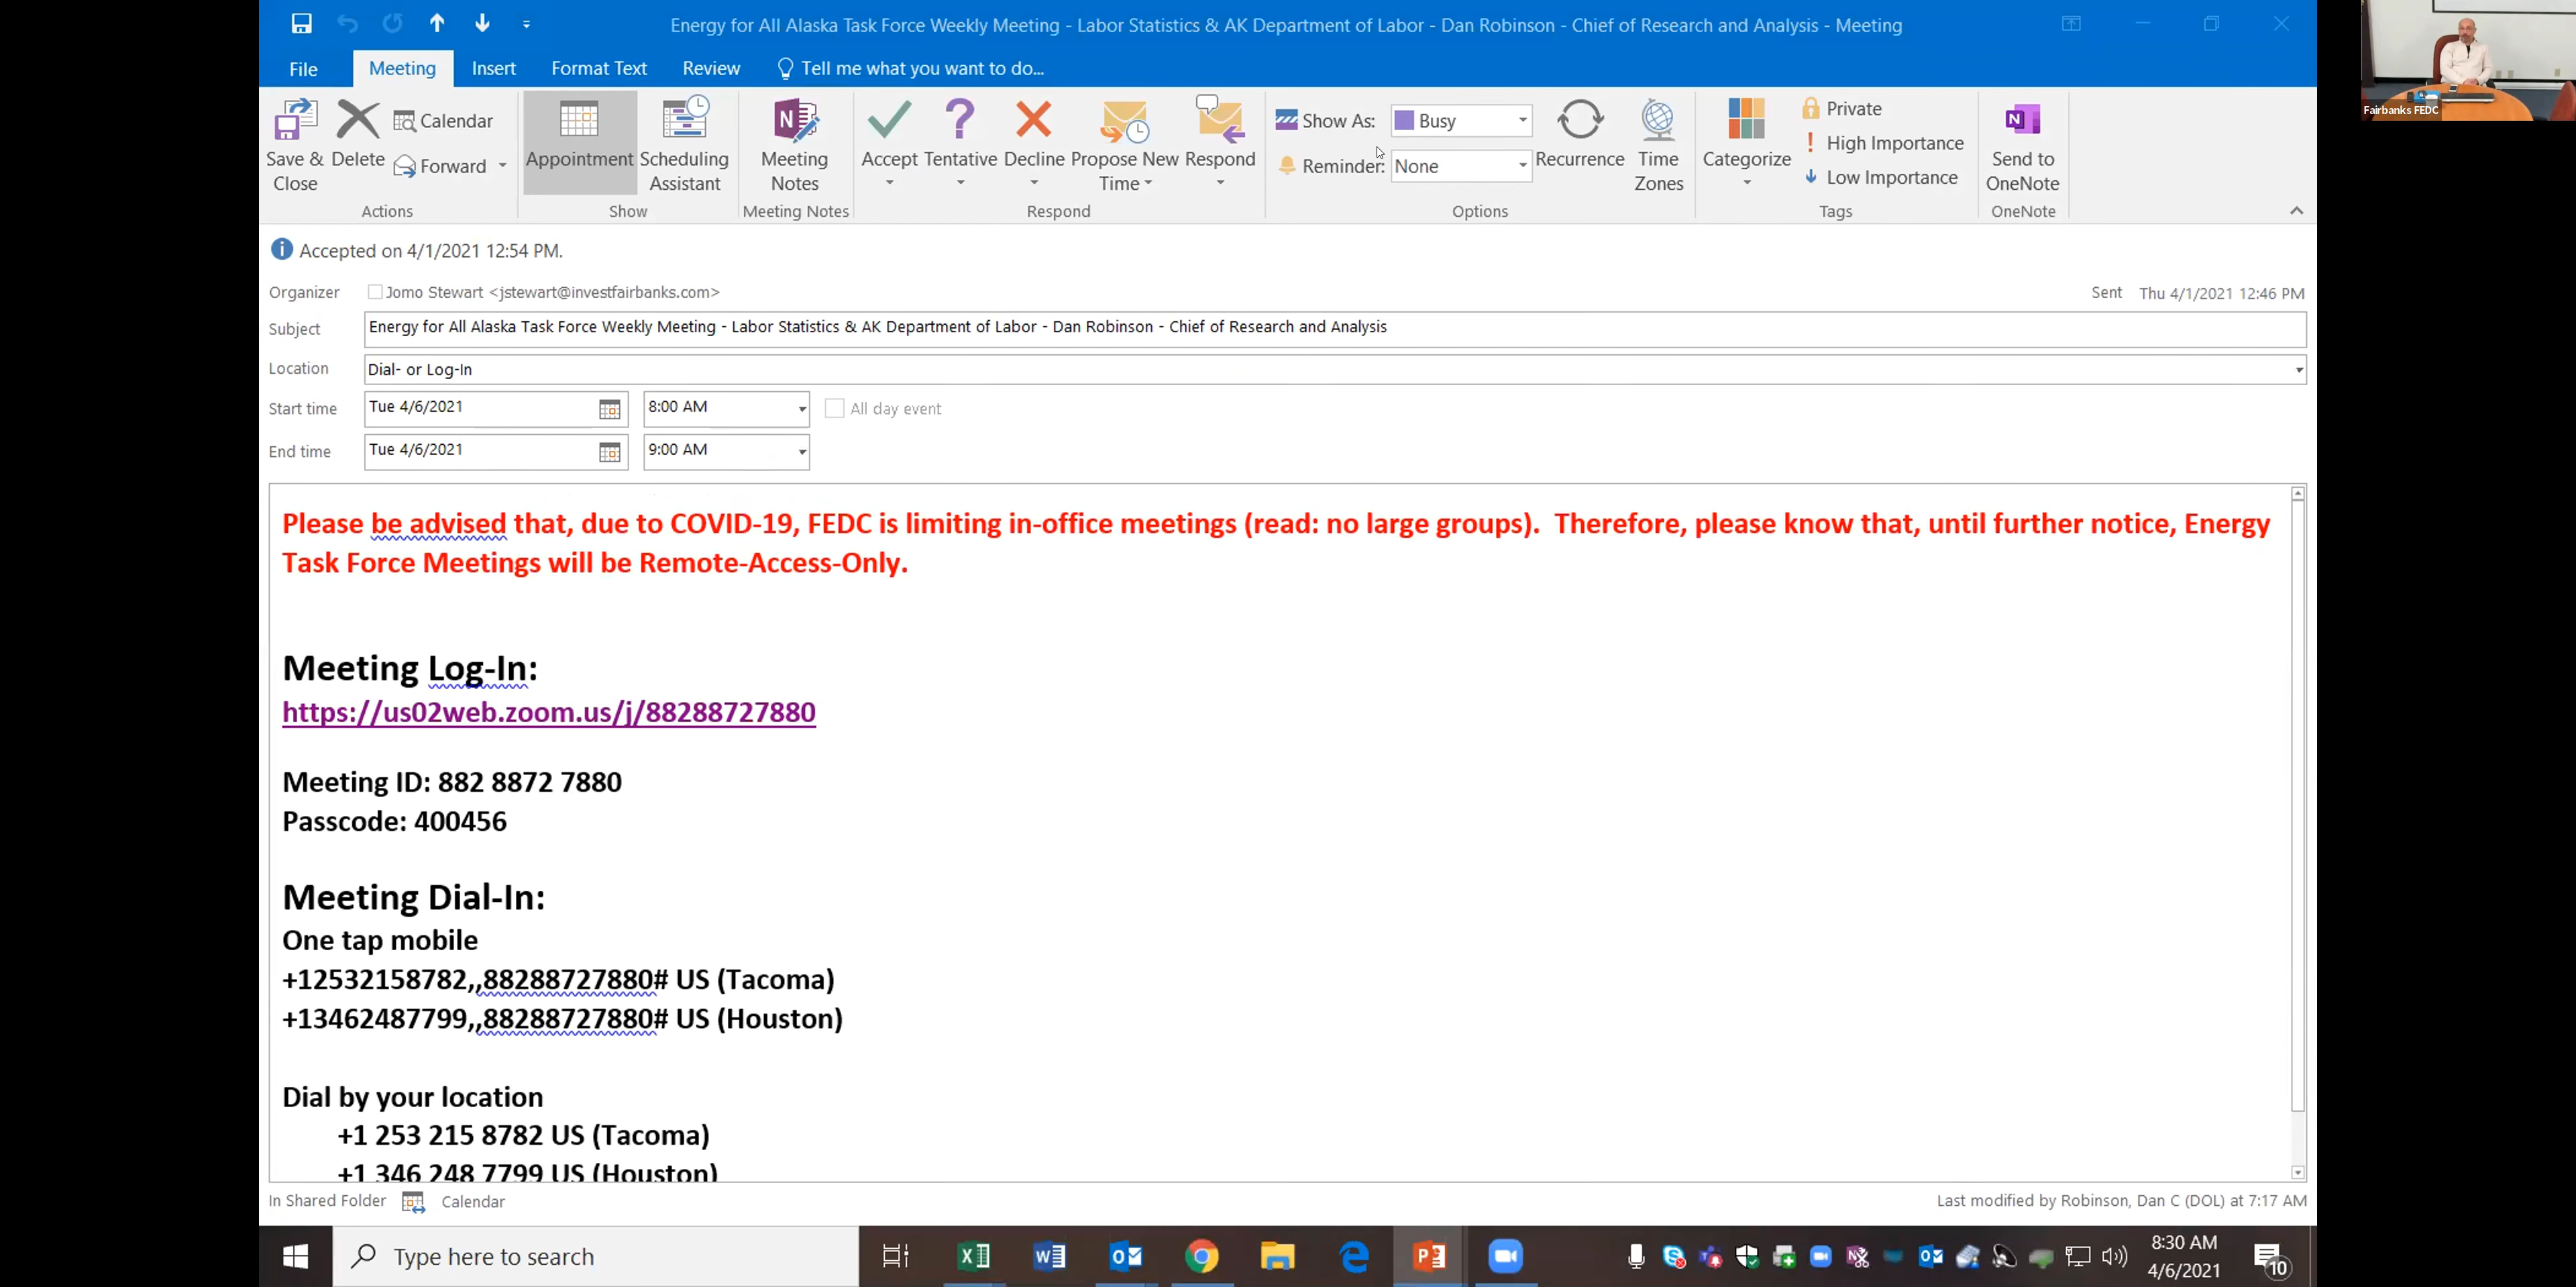 Energy for All Alaska Task Force Weekly Meeting - Labor Statistics & AK Department of Labor - Dan Robinson - Chief of Research and Analysis - Meeting
Fairbanks FEDC
File Meeting Insert Format Text Review Tell me what you want to do...
Save & Close
Delete
Calendar
Forward
Actions
Appointment
Scheduling Assistant
Show
Meeting Notes
Meeting Notes
Accept
Tentative
Decline
Propose New Time
Respond
Respond
Show As: Busy
Reminder: None
Recurrence
Time Zones
Options
Categorize
Private
High Importance
Low Importance
Tags
Send to OneNote
OneNote
Accepted on 4/1/2021 12:54 PM.
Organizer Jomo Stewart <jstewart@investfairbanks.com> Sent Thu 4/1/2021 12:46 PM
Subject Energy for All Alaska Task Force Weekly Meeting - Labor Statistics & AK Department of Labor - Dan Robinson - Chief of Research and Analysis
Location Dial- or Log-In
Start time Tue 4/6/2021 8:00 AM All day event
End time Tue 4/6/2021 9:00 AM
Please be advised that, due to COVID-19, FEDC is limiting in-office meetings (read: no large groups). Therefore, please know that, until further notice, Energy
Task Force Meetings will be Remote-Access-Only.
Meeting Log-In:
https://us02web.zoom.us/j/88288727880
Meeting ID: 882 8872 7880
Passcode: 400456
Meeting Dial-In:
One tap mobile
+12532158782,,88288727880# US (Tacoma)
+13462487799,,88288727880# US (Houston)
Dial by your location
+1 253 215 8782 US (Tacoma)
+1 346 248 7799 US (Houston)
In Shared Folder Calendar Last modified by Robinson, Dan C (DOL) at 7:17 AM
Type here to search
8:30 AM
4/6/2021
10